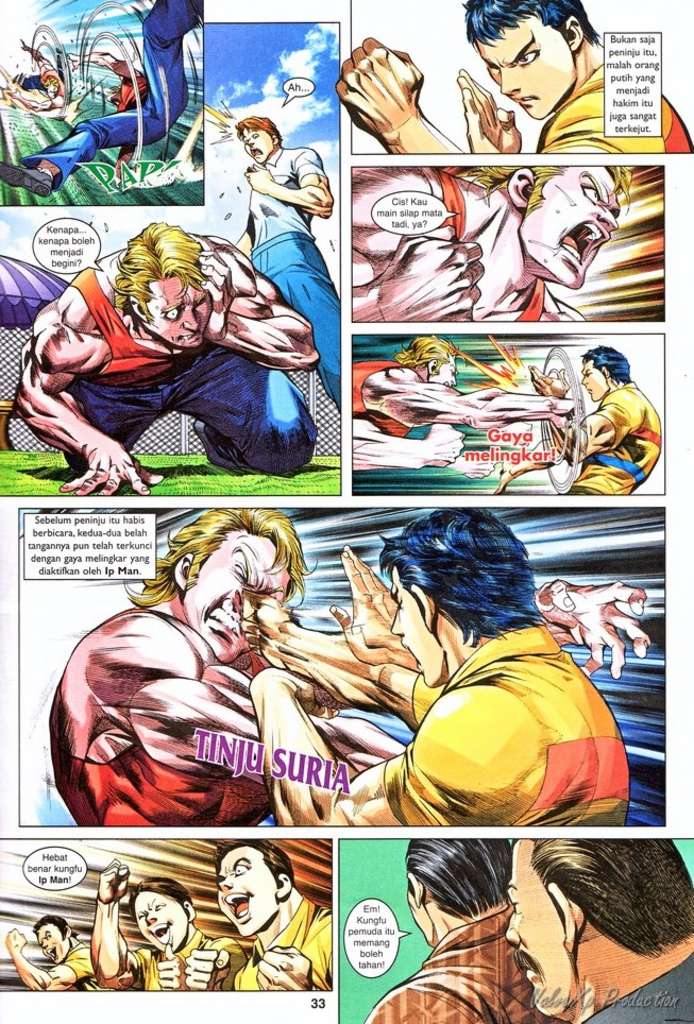 PAP
Ah...
Kenapa...
kenapa boleh
menjadi
begini?
Bukan saja
peninju itu,
malah orang
putih yang
menjadi
hakim itu
juga sangat
terkejut.
Cis! Kau
main silap mata
tadi, ya?
Gaya
melingkar!
Sebelum peninju itu habis
berbicara, kedua-dua belah
tangannya pun telah terkunci
dengan gaya melingkar yang
diaktifkan oleh Ip Man.
TINJU SURIA
Hebat
benar kungfu
Ip Man!
Em!
Kungfu
pemuda itu
memang
boleh
tahan!
33